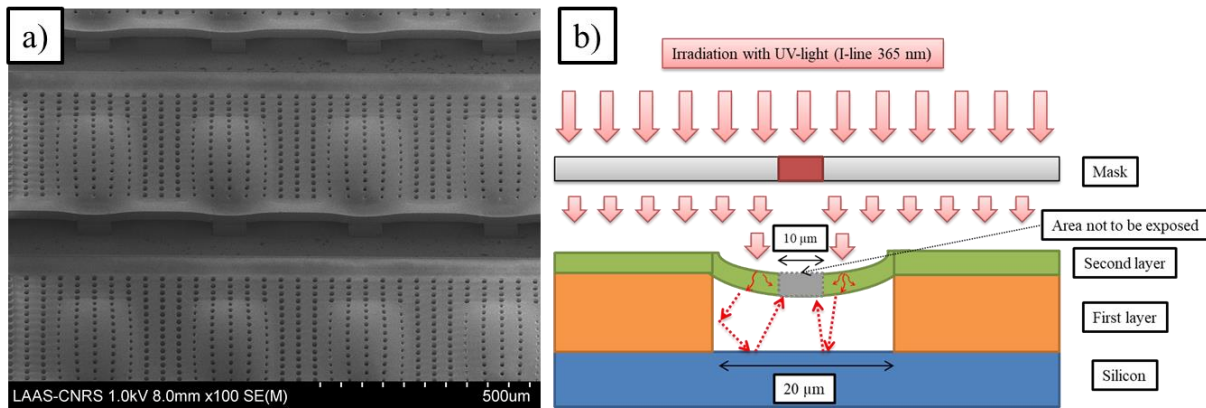 a)
LAAS-CNRS 1.0kV 8.0mm x100 SE(M)
500um
b)
Irradiation with UV-light (I-line 365 nm)
Mask
Area not to be exposed
10 µm
Second layer
First layer
Silicon
20 µm